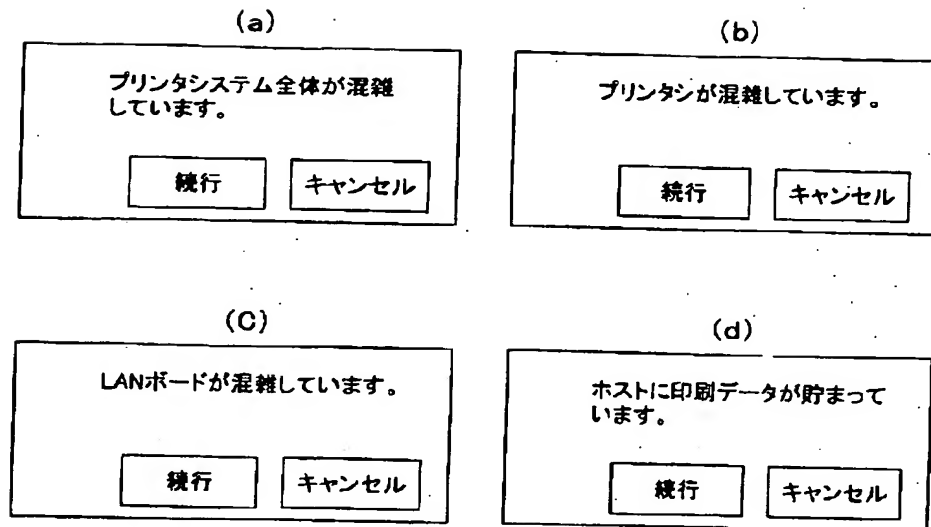 (a)
プリンタシステム全体が混雑
しています。
続行
キャンセル
(b)
プリンタシが混雑しています。
続行
キャンセル
(C)
LANボードが混雑しています。
続行
キャンセル
(d)
ホストに印刷データが貯まって
います。
続行
キャンセル